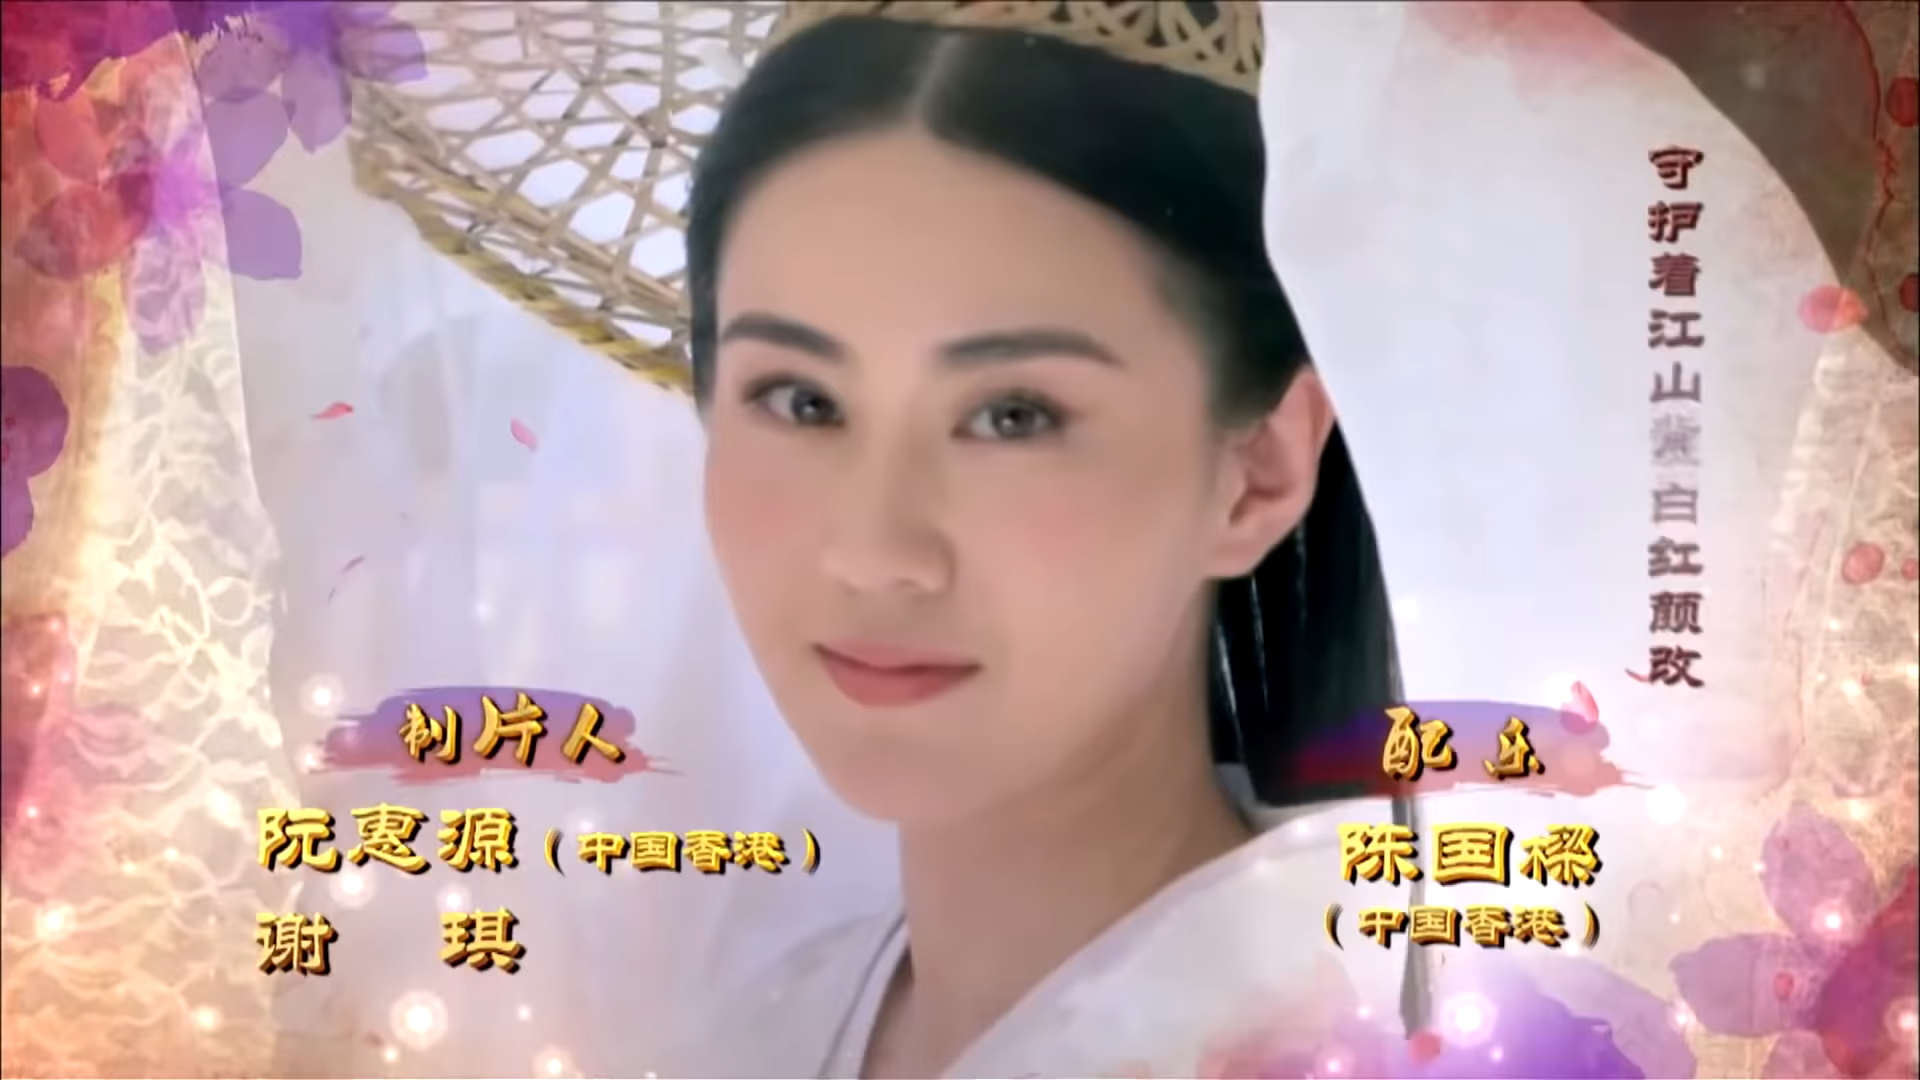 守护着江山鬓白红颜改
制片人
阮惠源（中国香港）
谢 琪
配 乐
陈国樑
（中国香港）